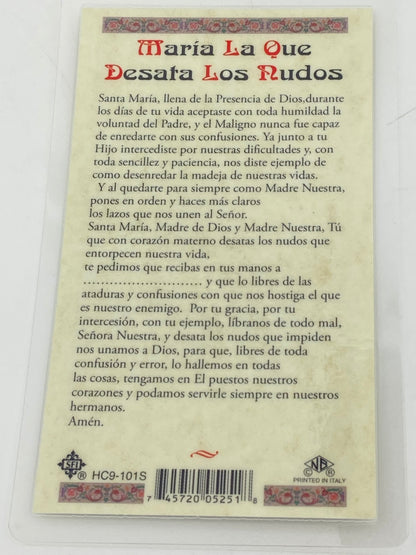 María La Que
Desata Los Nudos
Santa María, llena de la Presencia de Dios,durante
los días de tu vida aceptaste con toda humildad la
voluntad del Padre, y el Maligno nunca fue capaz
de enredarte con sus confusiones. Ya junto a tu
Hijo intercediste por nuestras dificultades y, con
toda sencillez y paciencia, nos diste ejemplo de
como desenredar la madeja de nuestras vidas.
Y al quedarte para siempre como Madre Nuestra,
pones en orden y haces más claros
los lazos que nos unen al Señor.
Santa María, Madre de Dios y Madre Nuestra, Tú
que con corazón materno desatas los nudos que
entorpecen nuestra vida,
te pedimos que recibas en tus manos a
.............................. y que lo libres de las
ataduras y confusiones con que nos hostiga el que
es nuestro enemigo. Por tu gracia, por tu
intercesión, con tu ejemplo, líbranos de todo mal,
Señora Nuestra, y desata los nudos que impiden
nos unamos a Dios, para que, libres de toda
confusión y error, lo hallemos en todas
las cosas, tengamos en El puestos nuestros
corazones y podamos servirle siempre en nuestros
hermanos.
Amén.
SFI ® HC9-101S
7 45720 05251 8
© NB ®
PRINTED IN ITALY